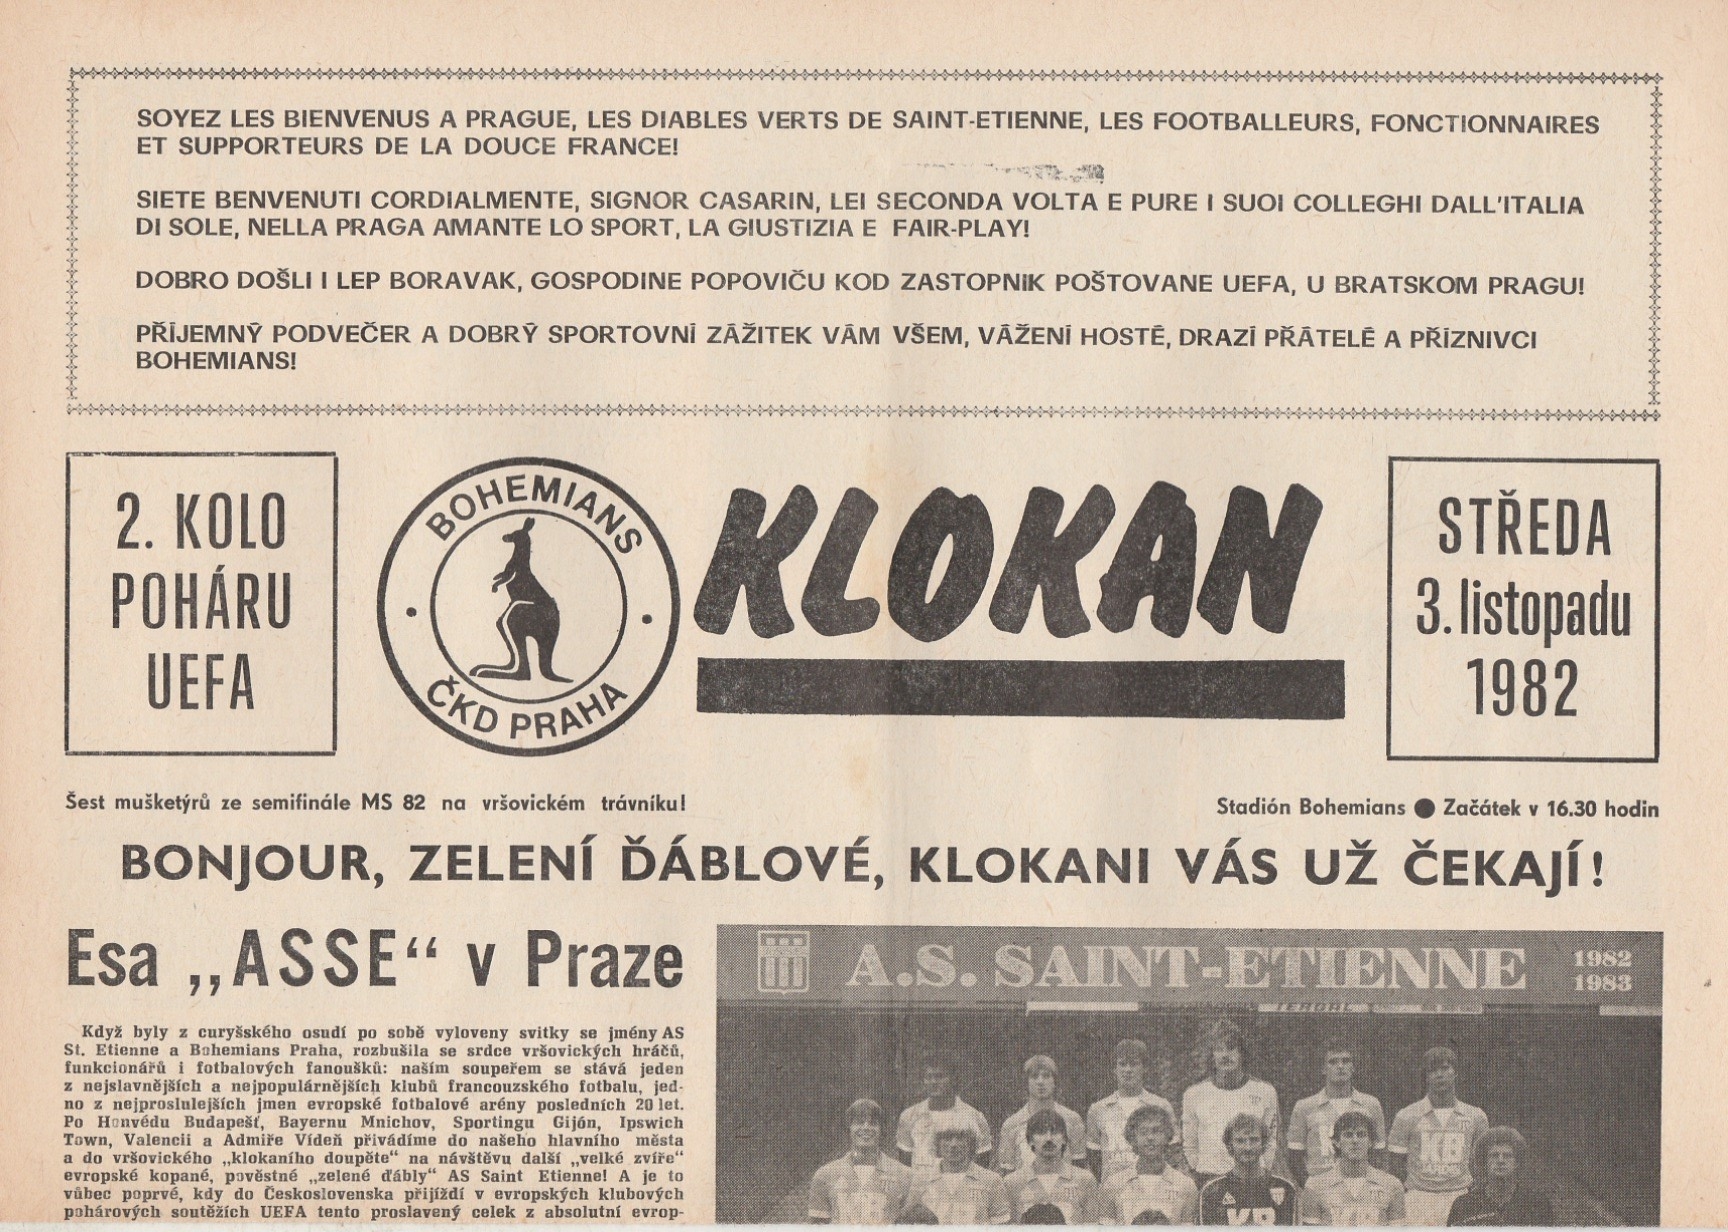 SOYEZ LES BIENVENUS A PRAGUE, LES DIABLES VERTS DE SAINT-ETIENNE, LES FOOTBALLEURS, FONCTIONNAIRES
ET SUPPORTEURS DE LA DOUCE FRANCE!
SIETE BENVENUTI CORDIALMENTE, SIGNOR CASARIN, LEI SECONDA VOLTA E PURE I SUOI COLLEGHI DALL'ITALIA
DI SOLE, NELLA PRAGA AMANTE LO SPORT, LA GIUSTIZIA E FAIR-PLAY!
DOBRO DOŠLI I LEP BORAVAK, GOSPODINE POPOVIČU KOD ZASTOPNIK POŠTOVANE UEFA, U BRATSKOM PRAGU!
PŘÍJEMNÝ PODVEČER A DOBRÝ SPORTOVNÍ ZÁŽITEK VÁM VŠEM, VÁŽENÍ HOSTÉ, DRAZÍ PŘÁTELÉ A PŘÍZNIVCI
BOHEMIANS!
2. KOLO
POHÁRU
UEFA
BOHEMIANS
ČKD PRAHA
KLOKAN
STŘEDA
3. listopadu
1982
Šest mušketýrů ze semifinále MS 82 na vršovickém trávníku!
Stadión Bohemians ● Začátek v 16.30 hodin
BONJOUR, ZELENÍ ĎÁBLOVÉ, KLOKANI VÁS UŽ ČEKAJÍ!
Esa „ASSE“ v Praze
Když byly z curyšského osudí po sobě vyloveny svitky se jmény AS
St. Etienne a Bohemians Praha, rozbušila se srdce vršovických hráčů,
funkcionářů i fotbalových fanoušků: naším soupeřem se stává jeden
z nejslavnějších a nejpopulárnějších klubů francouzského fotbalu, jed-
no z nejproslulejších jmen evropské fotbalové arény posledních 20 let.
Po Honvédu Budapešť, Bayernu Mnichov, Sportingu Gijón, Ipswich
Town, Valencii a Admiře Vídeň přivádíme do našeho hlavního města
a do vršovického „klokaního doupěte“ na návštěvu další „velké zvíře“
evropské kopané, pověstné „zelené ďábly“ AS Saint Etienne! A je to
vůbec poprvé, kdy do Československa přijíždí v evropských klubových
pohárových soutěžích UEFA tento proslavený celek z absolutní evrop-
A.S. SAINT-ETIENNE
1982
1983
TERGAL
KB
KB
KB